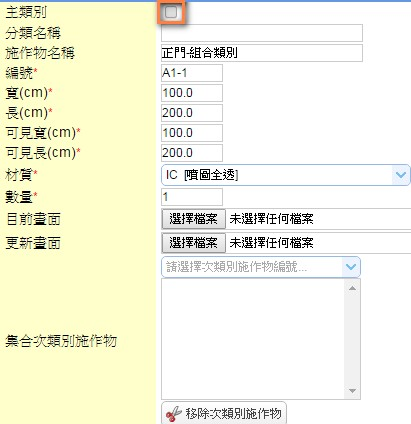 主類別
分類名稱
施作物名稱 正門-組合類別
編號* A1-1
寬(cm)* 100.0
長(cm)* 200.0
可見寬(cm)* 100.0
可見長(cm)* 200.0
材質* IC [噴圖全透]
數量* 1
目前畫面 選擇檔案 未選擇任何檔案
更新畫面 選擇檔案 未選擇任何檔案
請選擇次類別施作物編號...
集合次類別施作物
移除次類別施作物